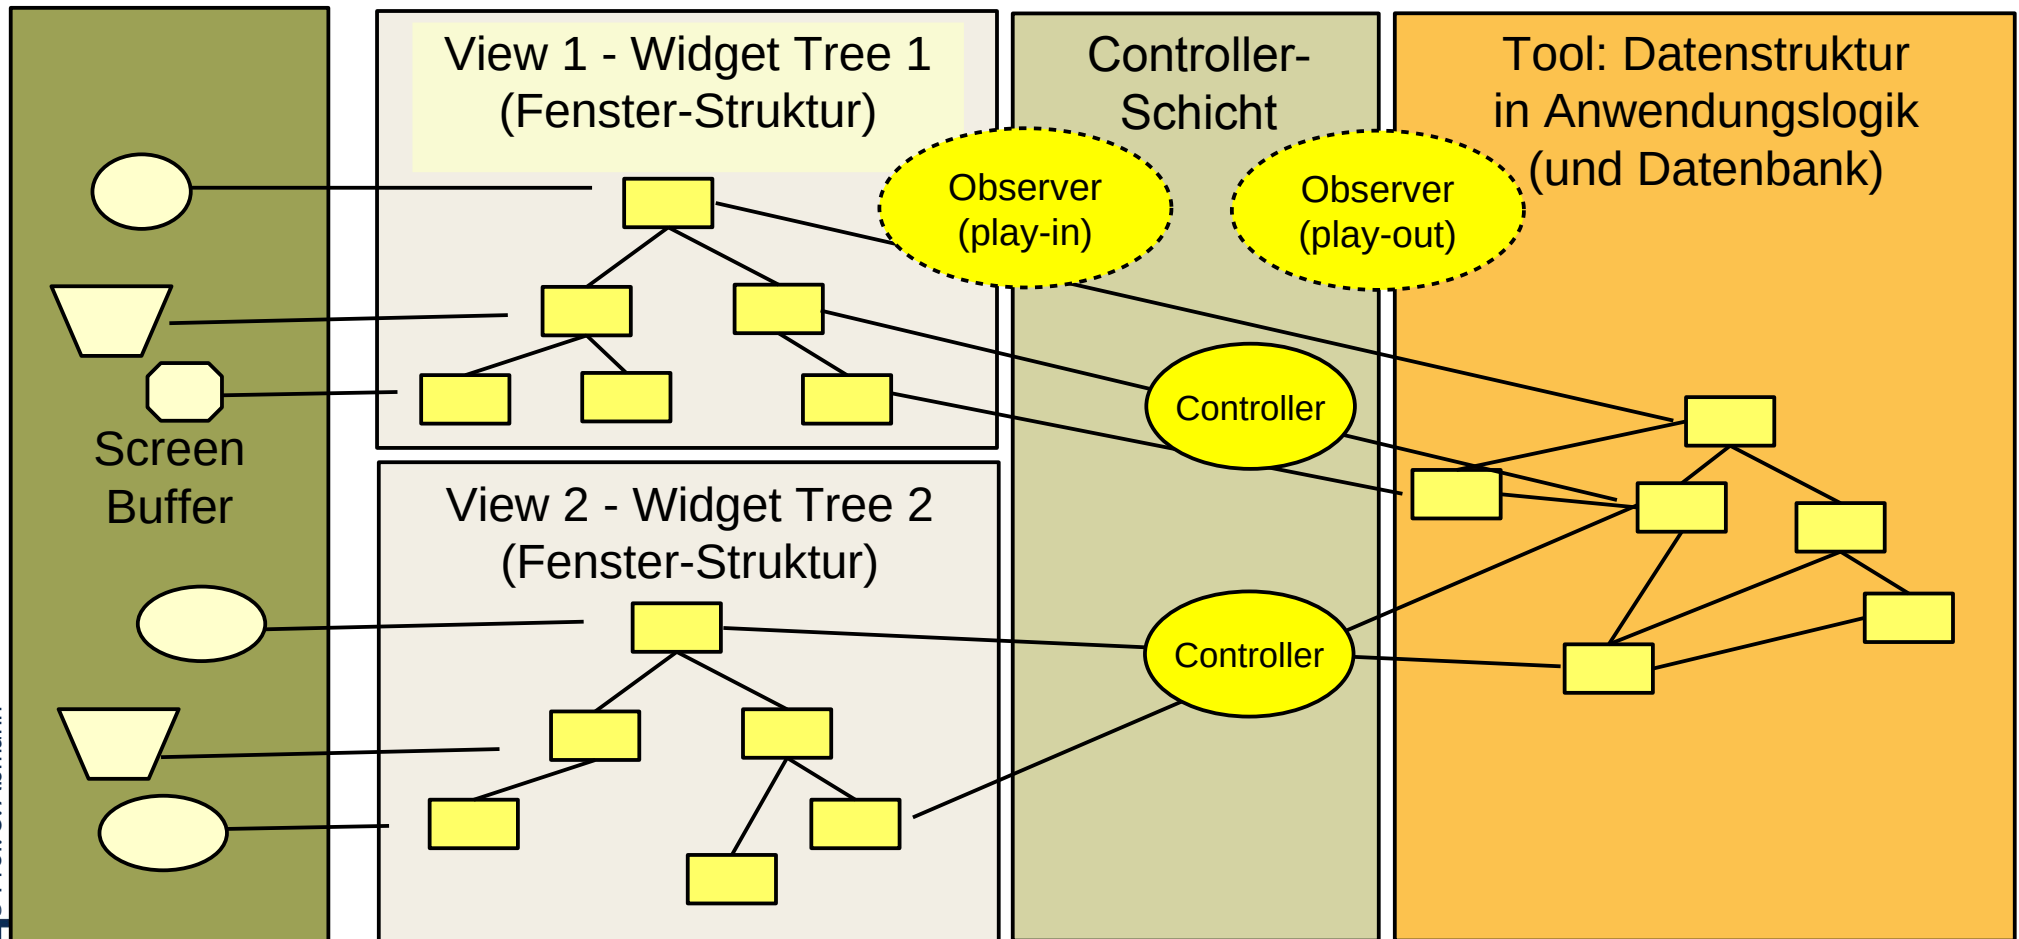 View 1 - Widget Tree 1
(Fenster-Struktur)
Controller-
Schicht
Tool: Datenstruktur
in Anwendungslogik
(und Datenbank)
Observer
(play-in)
Observer
(play-out)
Controller
Screen
Buffer
View 2 - Widget Tree 2
(Fenster-Struktur)
Controller